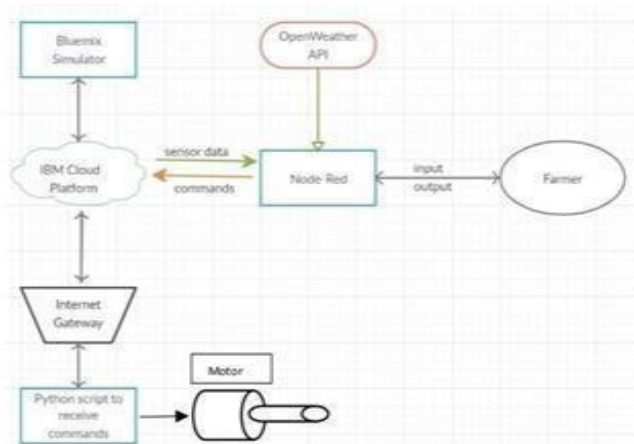 Bluemix
Simulator
OpenWeather
API
sensor data
IBM Cloud
Platform
commands
Node-Red
input
output
Farmer
Internet
Gateway
Motor
Python script to
receive
commands